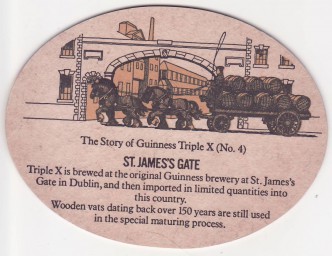 The Story of Guinness Triple X (No. 4)
ST. JAMES'S GATE
Triple X is brewed at the original Guinness brewery at St. James's
Gate in Dublin, and then imported in limited quantities into
this country.
Wooden vats dating back over 150 years are still used
in the special maturing process.